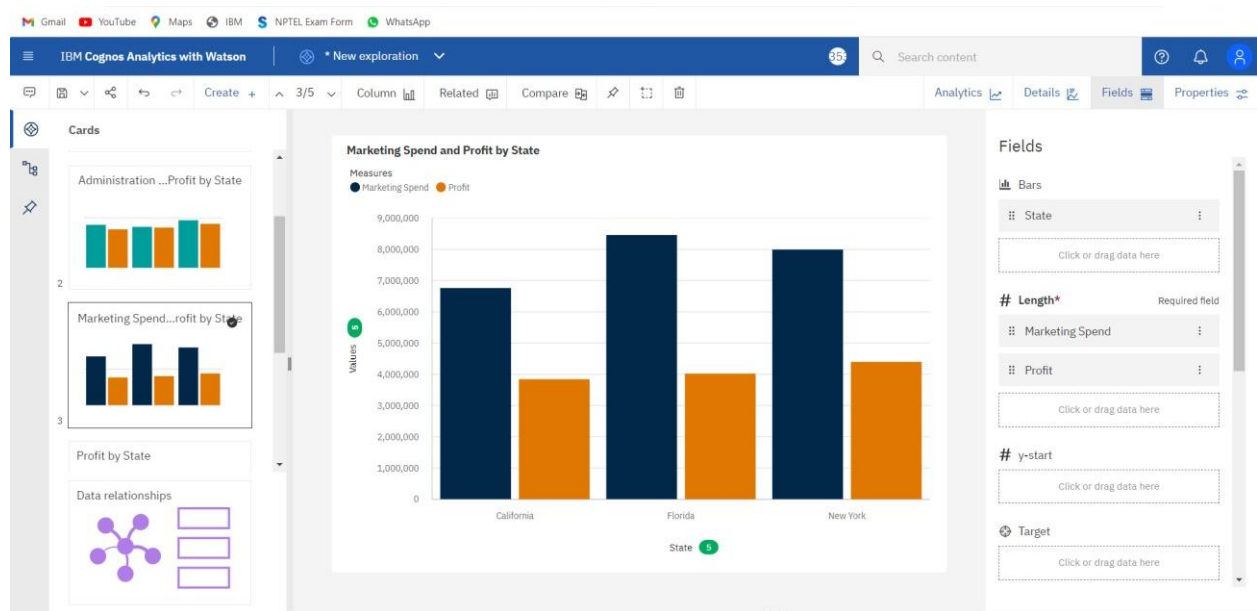 Gmail YouTube Maps IBM NPTEL Exam Form WhatsApp
IBM Cognos Analytics with Watson * New exploration Search content
Create + 3/5 Column Related Compare Analytics Details Fields Properties
Cards
Administration ...Profit by State
2
Marketing Spend...rofit by State
3
Profit by State
Data relationships
Marketing Spend and Profit by State
Measures
Marketing Spend Profit
9,000,000
8,000,000
7,000,000
6,000,000
5,000,000
4,000,000
3,000,000
2,000,000
1,000,000
0
Values 5
California Florida New York
State 5
Fields
Bars
State
Click or drag data here
# Length* Required field
Marketing Spend
Profit
Click or drag data here
# y-start
Click or drag data here
Target
Click or drag data here